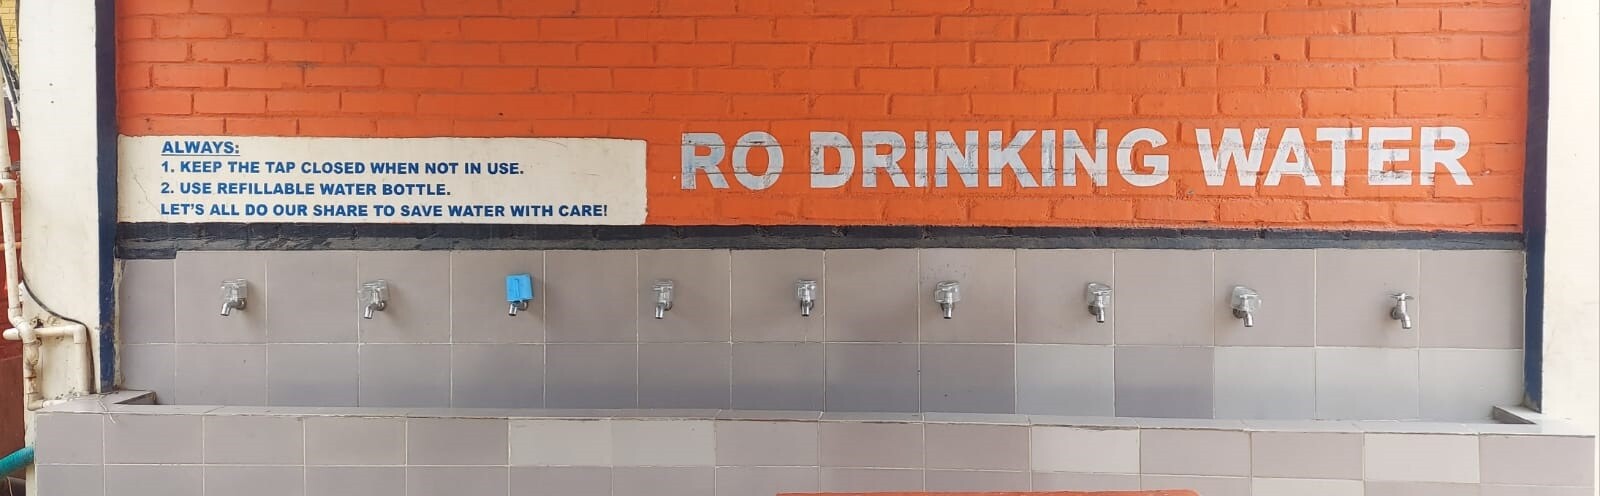 ALWAYS:
1. KEEP THE TAP CLOSED WHEN NOT IN USE.
2. USE REFILLABLE WATER BOTTLE.
LET'S ALL DO OUR SHARE TO SAVE WATER WITH CARE!
RO DRINKING WATER